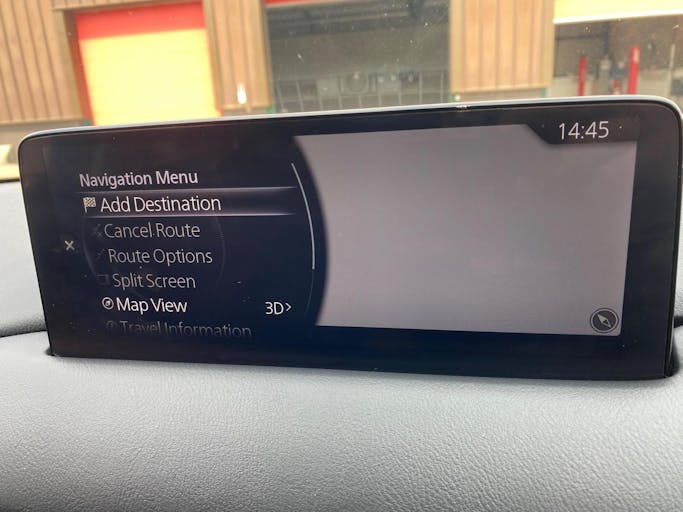 14:45
Navigation Menu
Add Destination
Cancel Route
Route Options
Split Screen
Map View 3D>
Travel Information